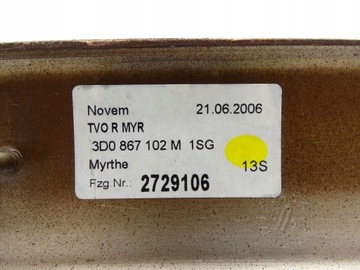 Novem 21.06.2006
TVO R MYR
3D0 867 102 M 1SG
Myrthe 13S
Fzg.Nr.: 2729106